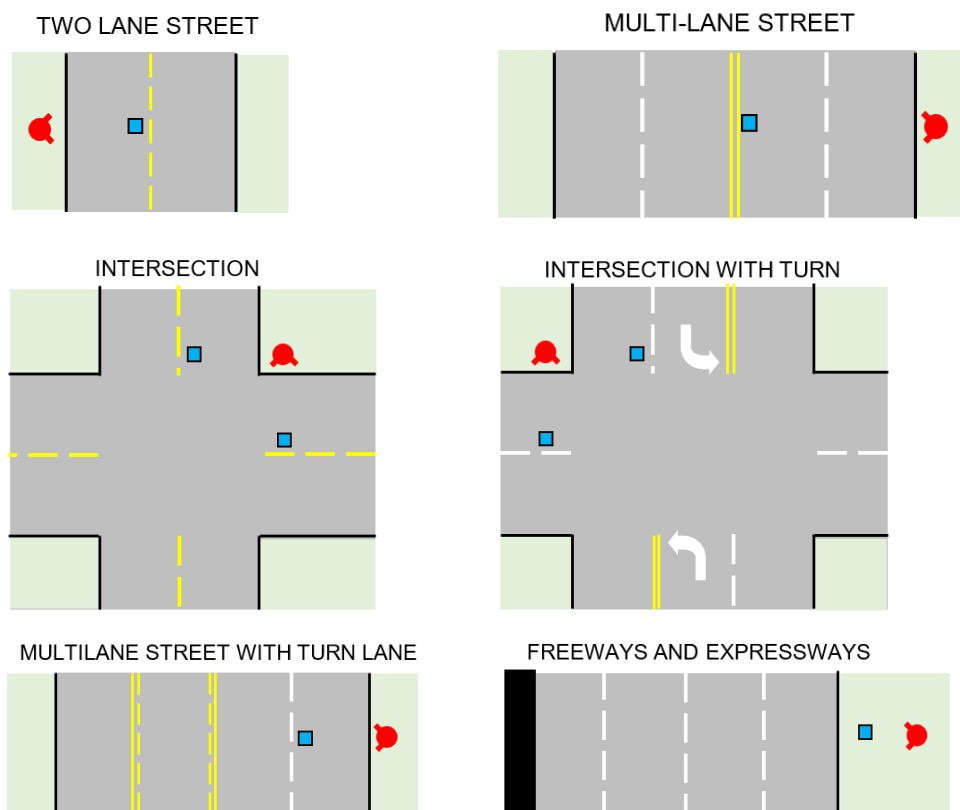 TWO LANE STREET
MULTI-LANE STREET
INTERSECTION
INTERSECTION WITH TURN
MULTILANE STREET WITH TURN LANE
FREEWAYS AND EXPRESSWAYS